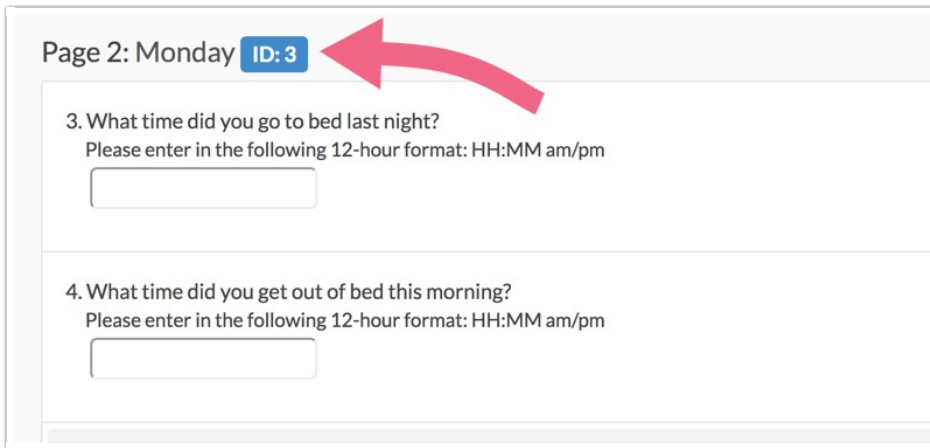 Page 2: Monday ID: 3
3. What time did you go to bed last night?
Please enter in the following 12-hour format: HH:MM am/pm
4. What time did you get out of bed this morning?
Please enter in the following 12-hour format: HH:MM am/pm